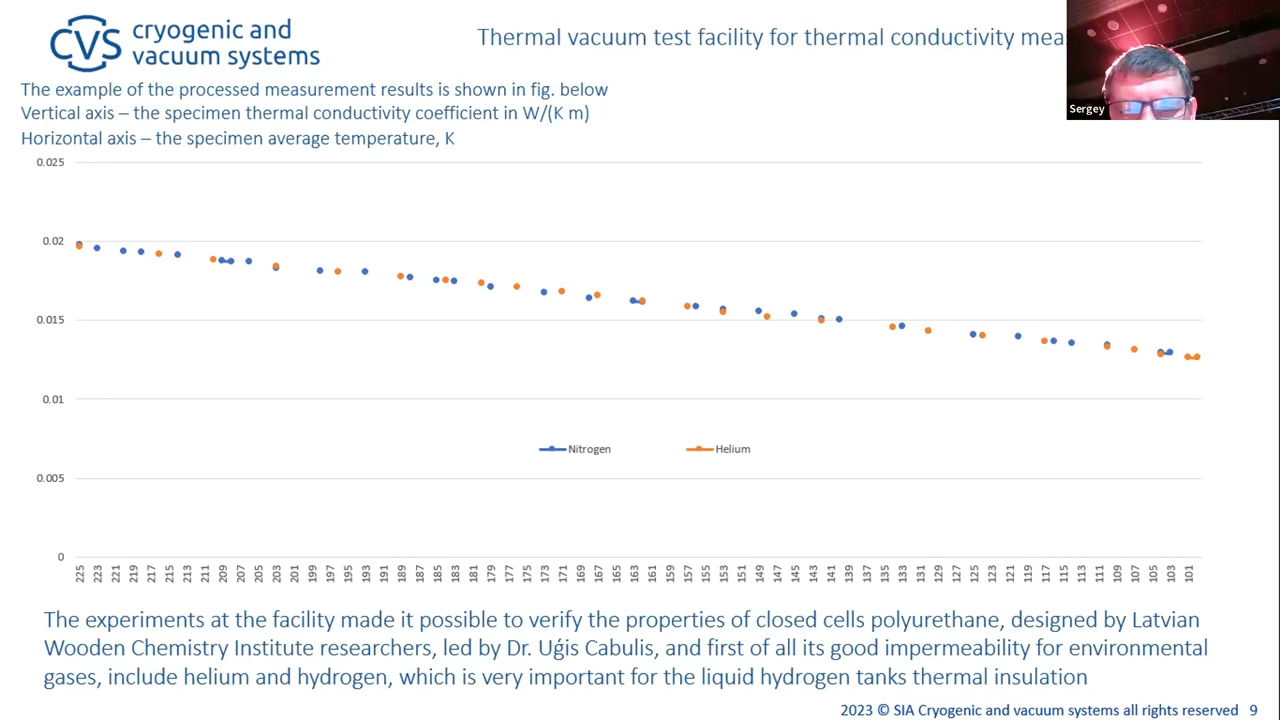 CVS cryogenic and
vacuum systems
Thermal vacuum test facility for thermal conductivity
Sergey
The example of the processed measurement results is shown in fig. below
Vertical axis – the specimen thermal conductivity coefficient in W/(K m)
Horizontal axis – the specimen average temperature, K
0.025
0.02
0.015
0.01
0.005
0
Nitrogen Helium
225 223 221 219 217 215 213 211 209 207 205 203 201 199 197 195 193 191 189 187 185 183 181 179 177 175 173 171 169 167 165 163 161 159 157 155 153 151 149 147 145 143 141 139 137 135 133 131 129 127 125 123 121 119 117 115 113 111 109 107 105 103 101
The experiments at the facility made it possible to verify the properties of closed cells polyurethane, designed by Latvian
Wooden Chemistry Institute researchers, led by Dr. Uģis Cabulis, and first of all its good impermeability for environmental
gases, include helium and hydrogen, which is very important for the liquid hydrogen tanks thermal insulation
2023 © SIA Cryogenic and vacuum systems all rights reserved 9